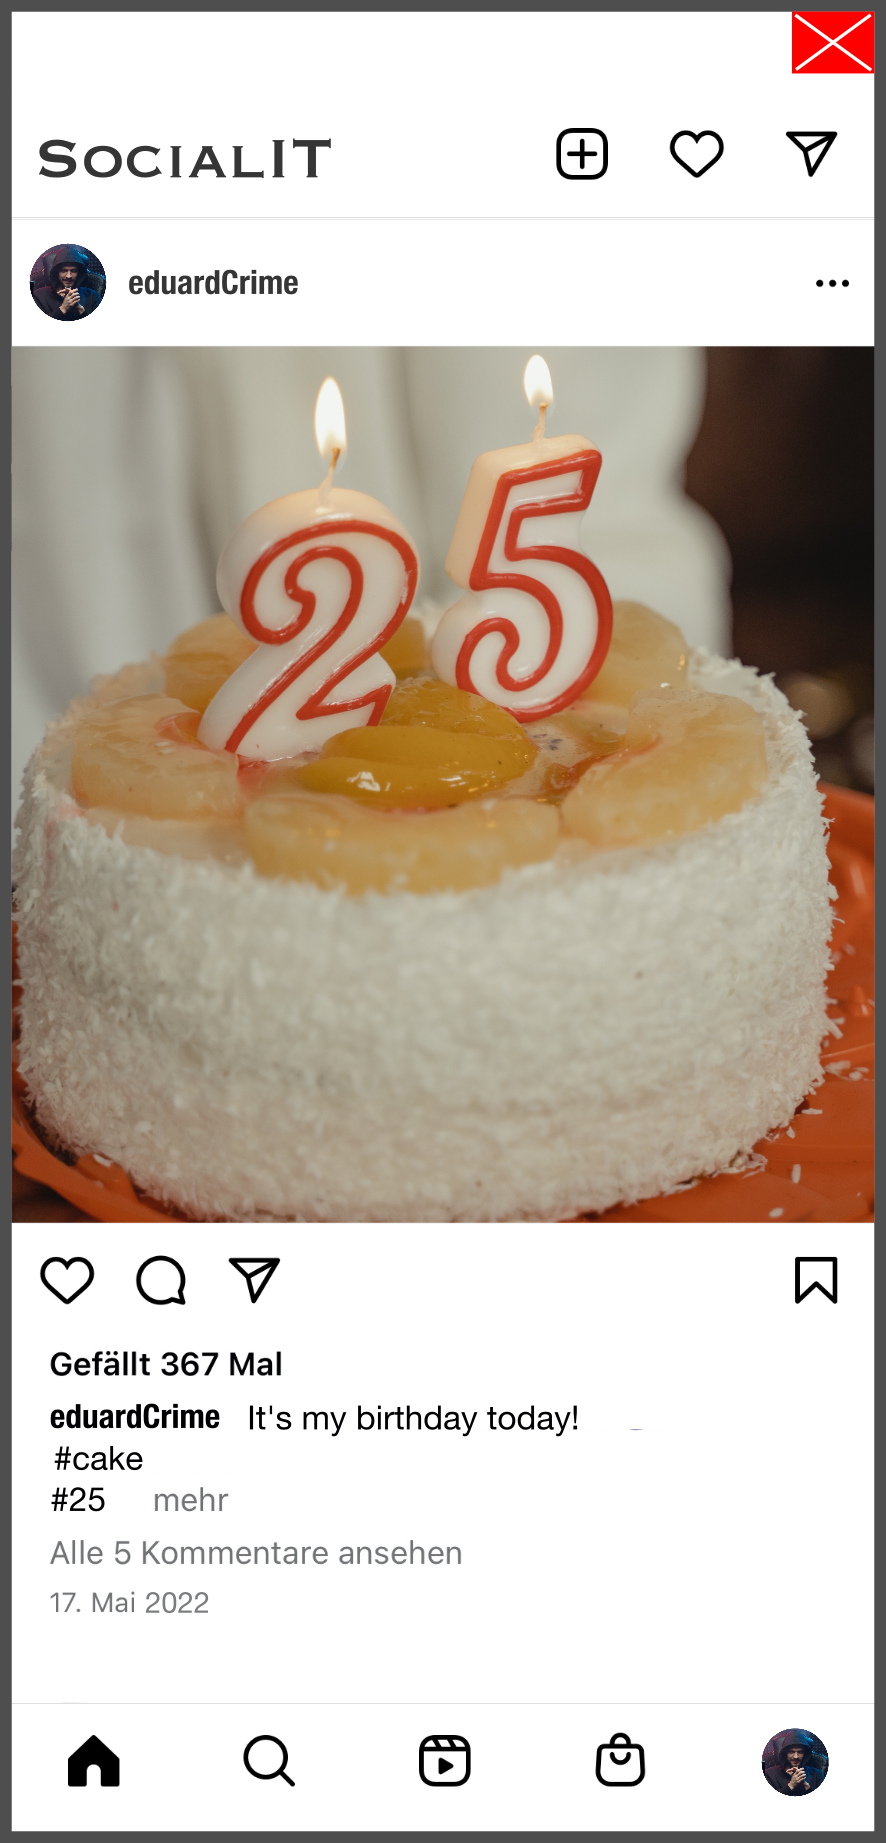 SOCIALIT
eduardCrime
25
Gefällt 367 Mal
eduardCrime It's my birthday today!
#cake
#25 mehr
Alle 5 Kommentare ansehen
17. Mai 2022